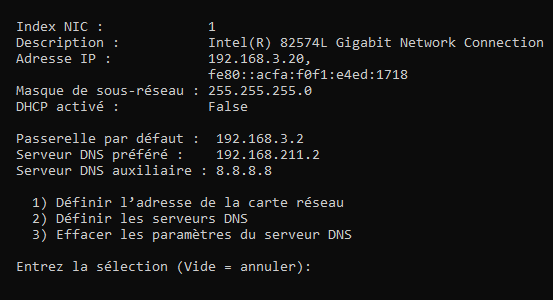 Index NIC : 1
Description : Intel(R) 82574L Gigabit Network Connection
Adresse IP : 192.168.3.20,
fe80::acfa:f0f1:e4ed:1718
Masque de sous-réseau : 255.255.255.0
DHCP activé : False
Passerelle par défaut : 192.168.3.2
Serveur DNS préféré : 192.168.211.2
Serveur DNS auxiliaire : 8.8.8.8
1) Définir l’adresse de la carte réseau
2) Définir les serveurs DNS
3) Effacer les paramètres du serveur DNS
Entrez la sélection (Vide = annuler):